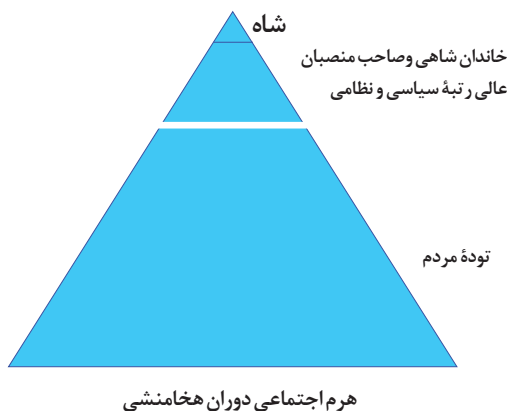 شاه
خاندان شاهی وصاحب منصبان
عالی رتبهٔ سیاسی و نظامی
تودهٔ مردم
هرم اجتماعی دوران هخامنشی